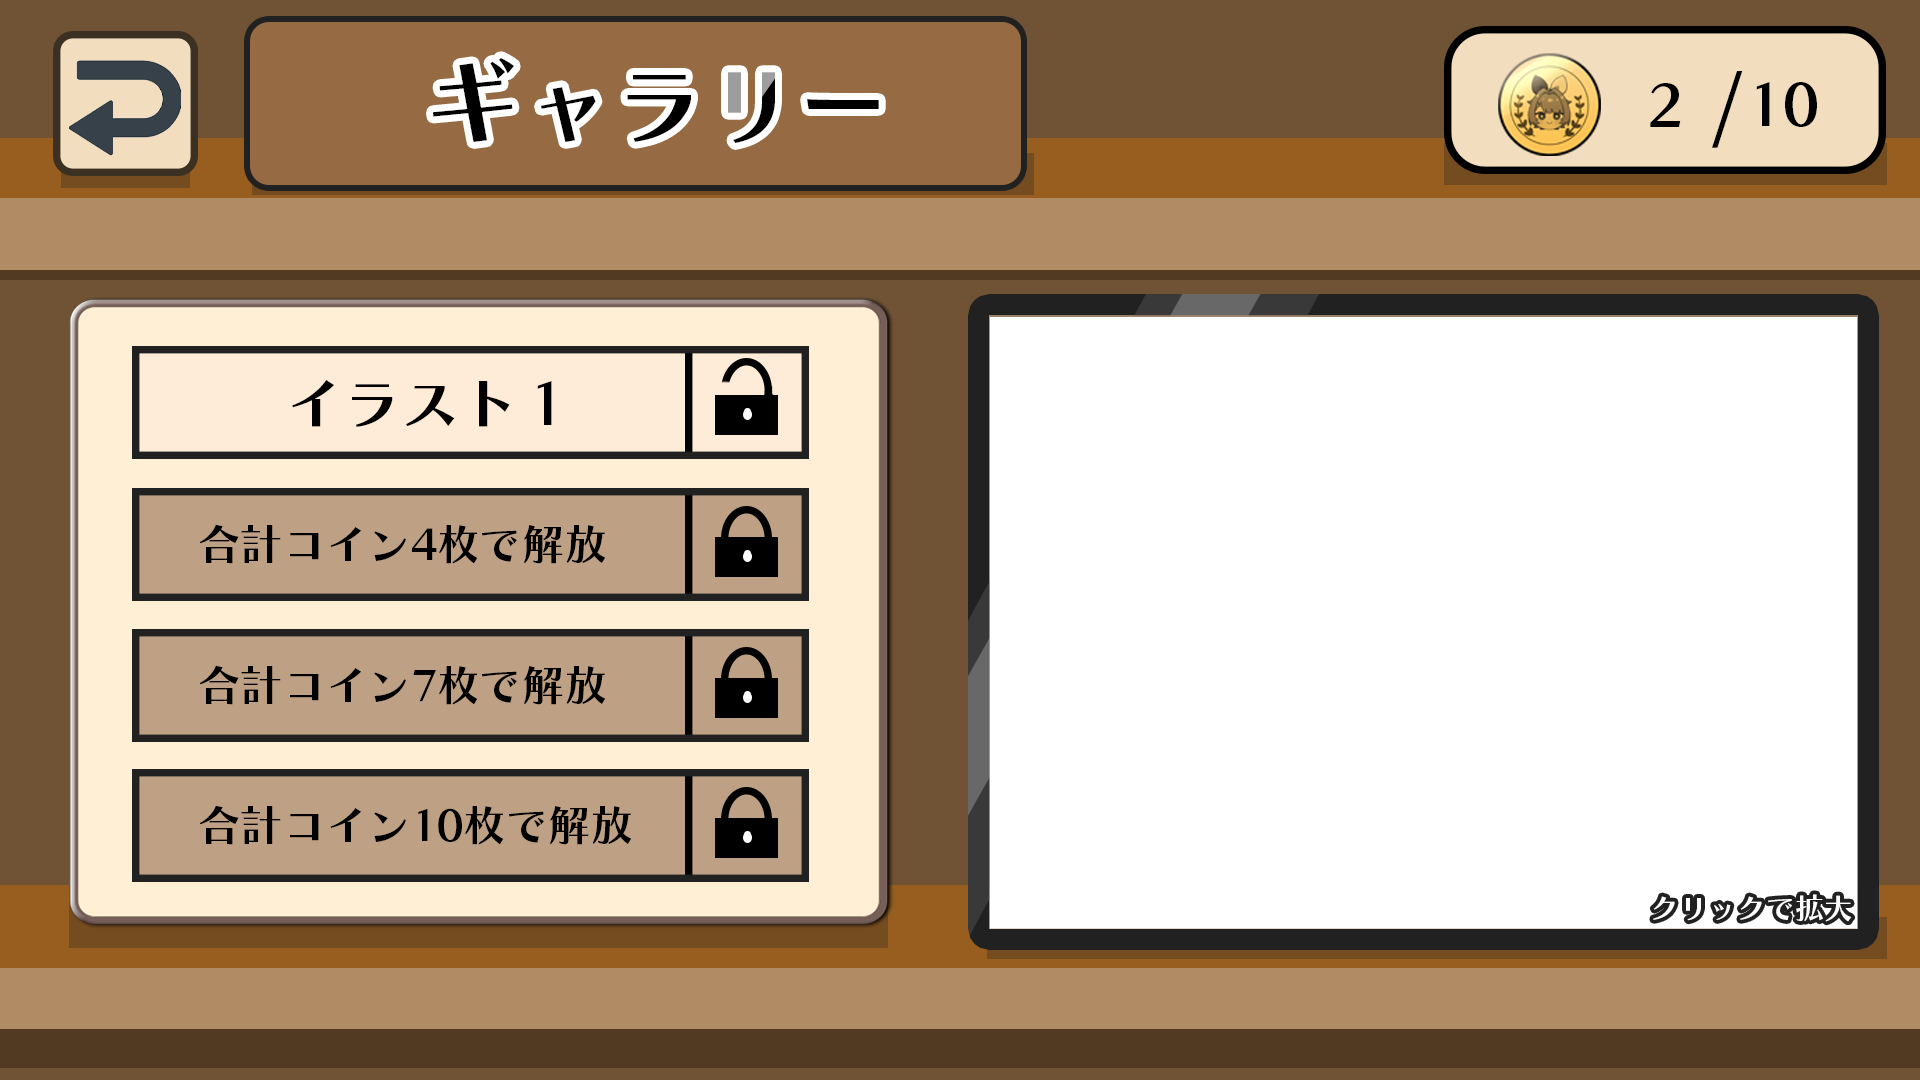 ギャラリー
2 /10
イラスト1
合計コイン4枚で解放
合計コイン7枚で解放
合計コイン10枚で解放
クリックで拡大